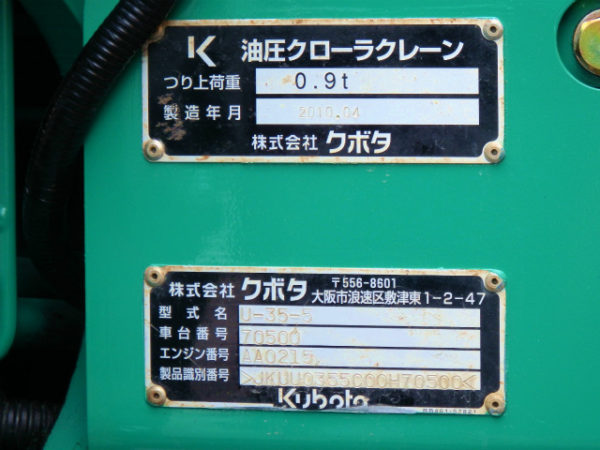 K 油圧クローラクレーン
つり上荷重 0.9t
製造年月 2010.04
株式会社 クボタ
株式会社 クボタ 〒556-8601
大阪市浪速区敷津東1-2-47
型式名 U-35-5
車台番号 70500
エンジン番号 AA0215
製品識別番号
Kubota